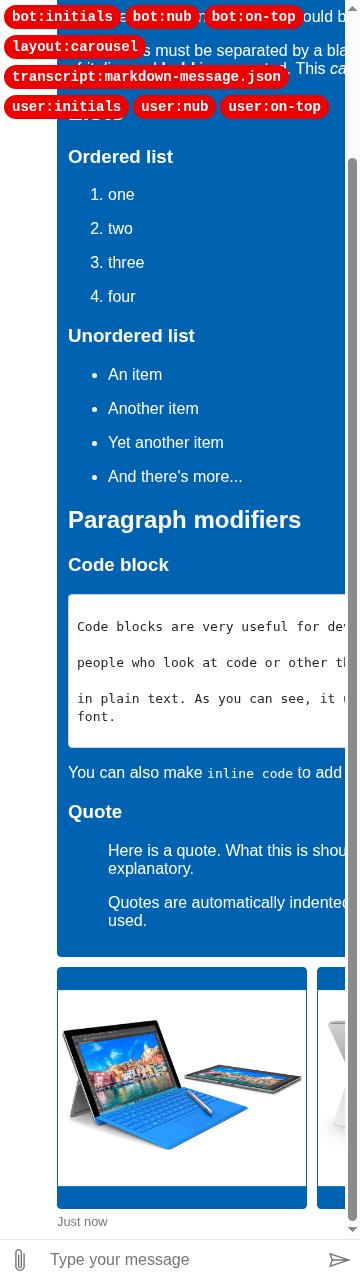 bot:initials bot:nub bot:on-top
layout:carousel
transcript:markdown-message.json
user:initials user:nub user:on-top
ould b
s must be separated by a bla
This ca
Lists
Ordered list
1. one
2. two
3. three
4. four
Unordered list
• An item
• Another item
• Yet another item
• And there's more...
Paragraph modifiers
Code block
Code blocks are very useful for dev
people who look at code or other th
in plain text. As you can see, it u
font.
You can also make inline code to add
Quote
Here is a quote. What this is shou
explanatory.
Quotes are automatically indented
used.
Just now
Type your message